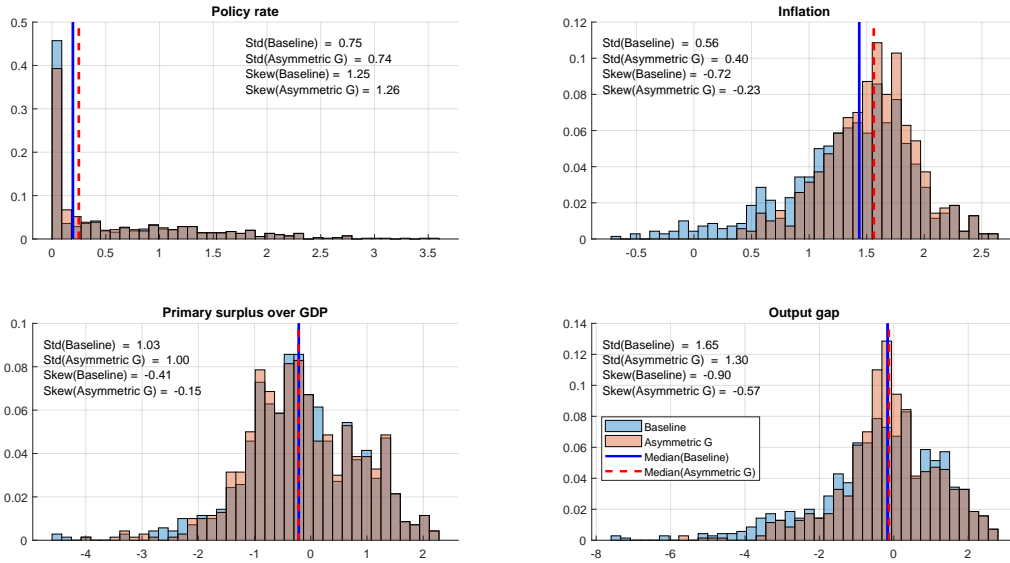 Policy rate
0.5
0.4
0.3
0.2
0.1
0
Std(Baseline) = 0.75
Std(Asymmetric G) = 0.74
Skew(Baseline) = 1.25
Skew(Asymmetric G) = 1.26
0 0.5 1 1.5 2 2.5 3 3.5
Inflation
0.12
0.1
0.08
0.06
0.04
0.02
0
Std(Baseline) = 0.56
Std(Asymmetric G) = 0.40
Skew(Baseline) = -0.72
Skew(Asymmetric G) = -0.23
-0.5 0 0.5 1 1.5 2 2.5
Primary surplus over GDP
0.1
0.08
0.06
0.04
0.02
0
Std(Baseline) = 1.03
Std(Asymmetric G) = 1.00
Skew(Baseline) = -0.41
Skew(Asymmetric G) = -0.15
-4 -3 -2 -1 0 1 2
Output gap
0.14
0.12
0.1
0.08
0.06
0.04
0.02
0
Std(Baseline) = 1.65
Std(Asymmetric G) = 1.30
Skew(Baseline) = -0.90
Skew(Asymmetric G) = -0.57
Baseline
Asymmetric G
Median(Baseline)
Median(Asymmetric G)
-8 -6 -4 -2 0 2